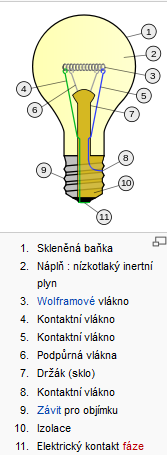 1
2
3
4
5
6
7
8
9
10
11
1. Skleněná baňka
2. Náplň : nízkotlaký inertní
plyn
3. Wolframové vlákno
4. Kontaktní vlákno
5. Kontaktní vlákno
6. Podpůrná vlákna
7. Držák (sklo)
8. Kontaktní vlákno
9. Závit pro objímku
10. Izolace
11. Elektrický kontakt fáze